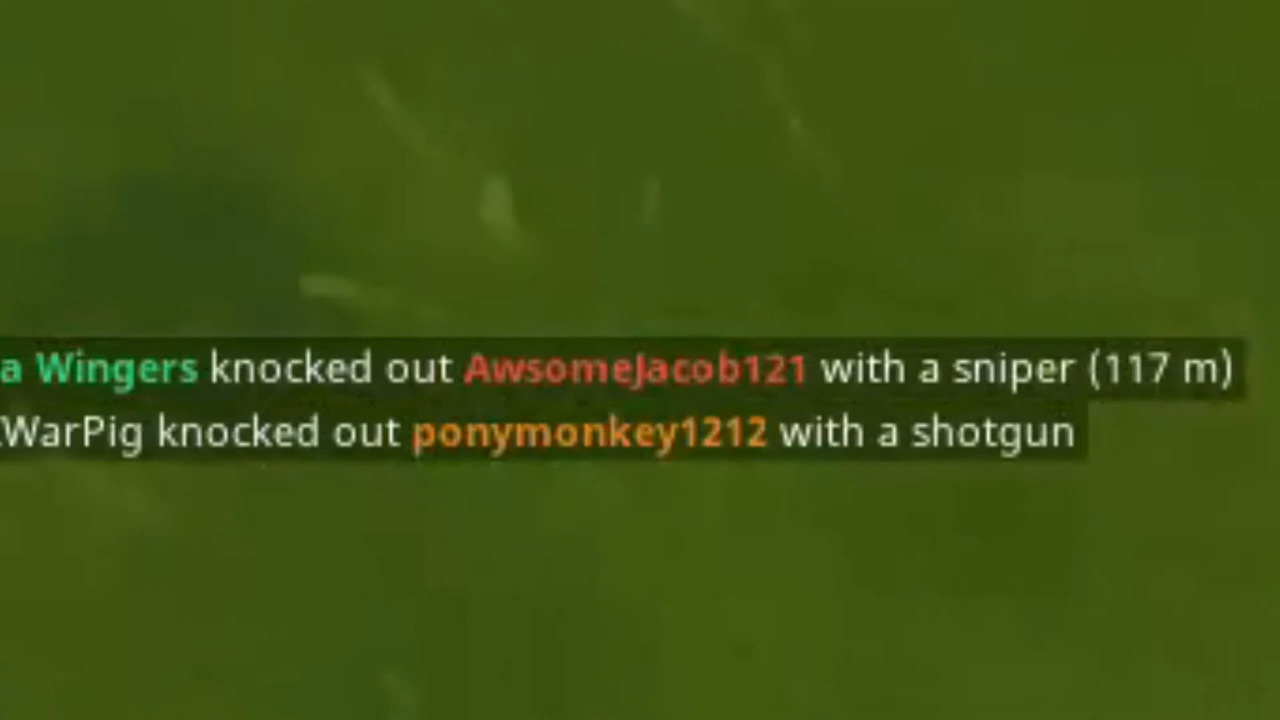 a Wingers knocked out AwsomeJacob121 with a sniper (117 m)
WarPig knocked out ponymonkey1212 with a shotgun